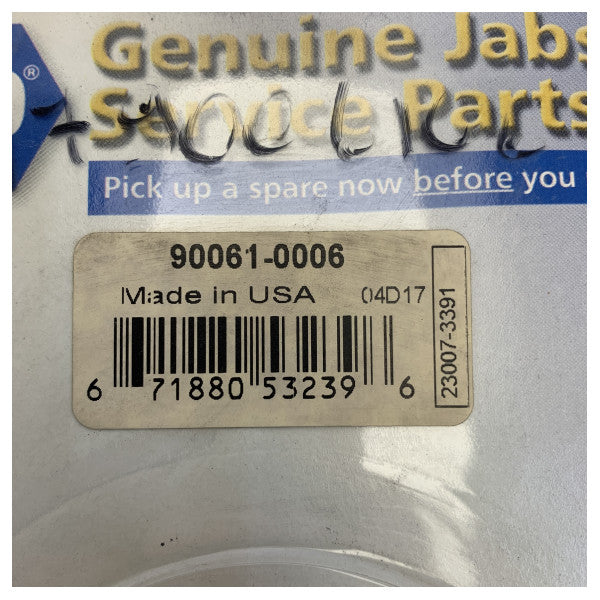 ®
Genuine Jabs
Service Parts
Pick up a spare now before you
90061-0006
Made in USA 04D17
23007-3391
6 71880 53239 6